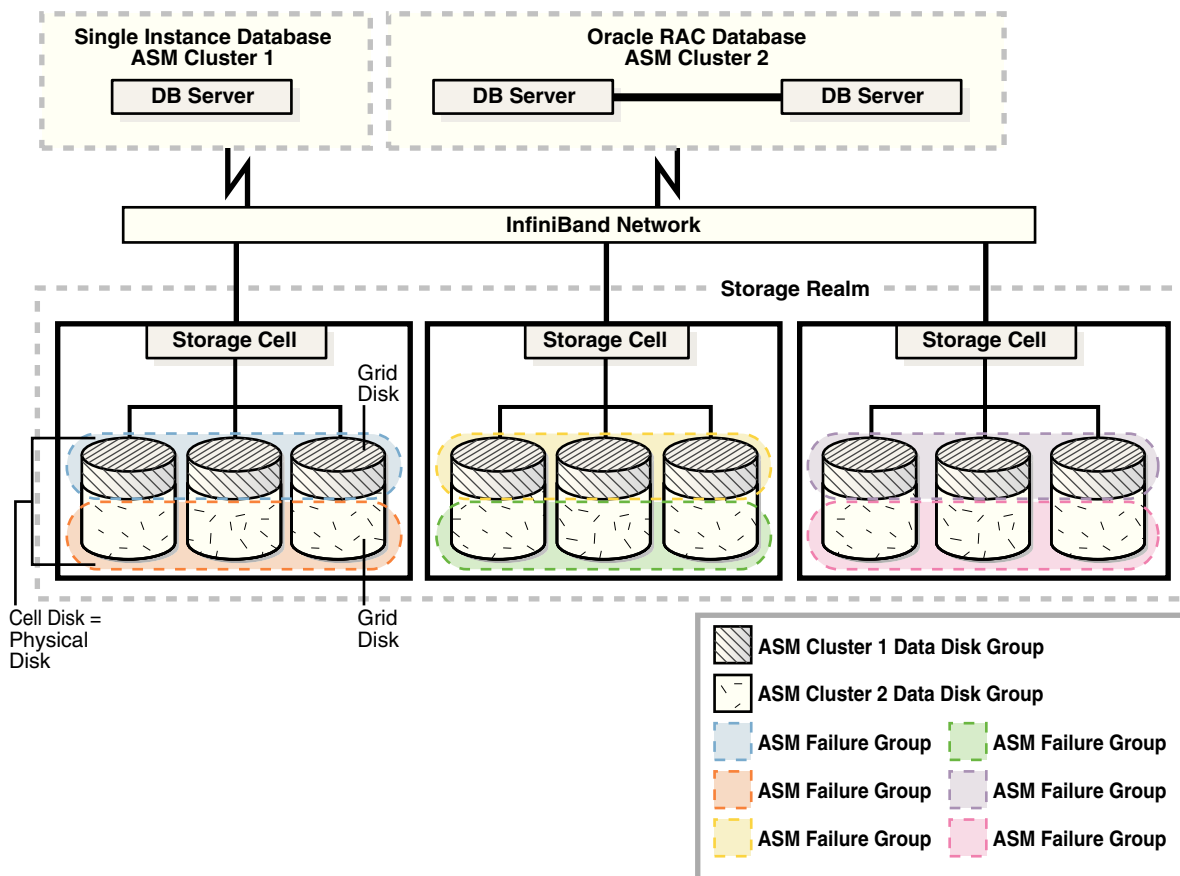 Single Instance Database
ASM Cluster 1
DB Server
Oracle RAC Database
ASM Cluster 2
DB Server
DB Server
InfiniBand Network
Storage Realm
Storage Cell
Storage Cell
Storage Cell
Grid
Disk
Cell Disk =
Physical
Disk
Grid
Disk
ASM Cluster 1 Data Disk Group
ASM Cluster 2 Data Disk Group
ASM Failure Group
ASM Failure Group
ASM Failure Group
ASM Failure Group
ASM Failure Group
ASM Failure Group